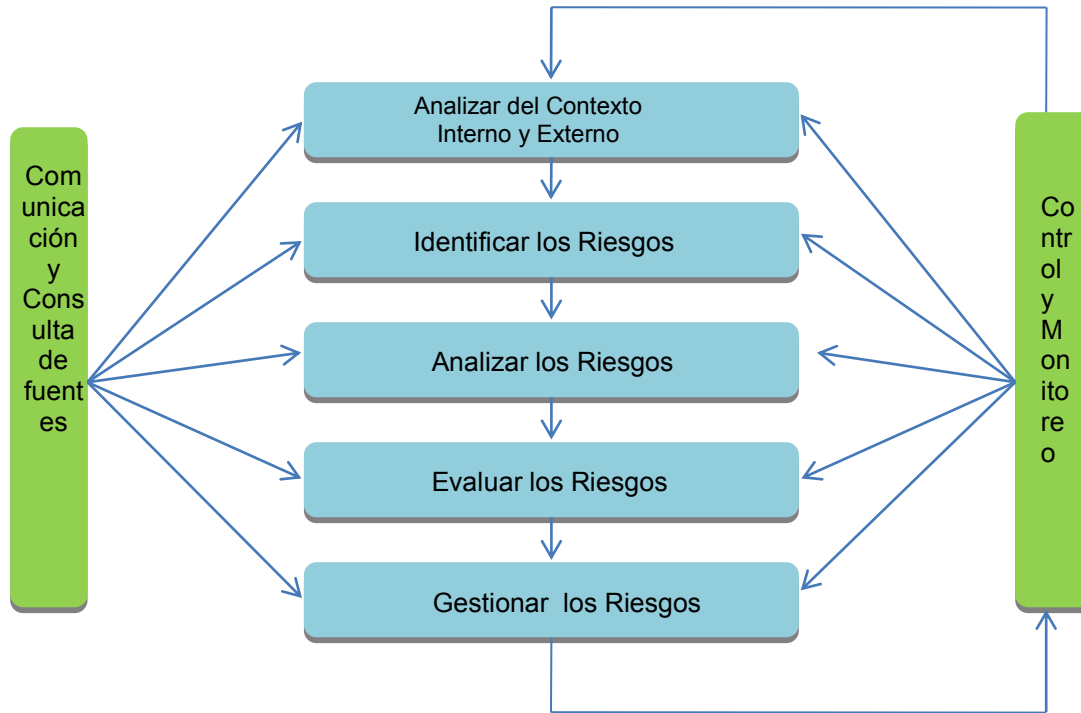 Analizar del Contexto
Interno y Externo
Com
unica
ción
y
Cons
ulta
de
fuent
es
Identificar los Riesgos
Analizar los Riesgos
Evaluar los Riesgos
Gestionar los Riesgos
Co
ntr
ol
y
M
on
ito
re
o